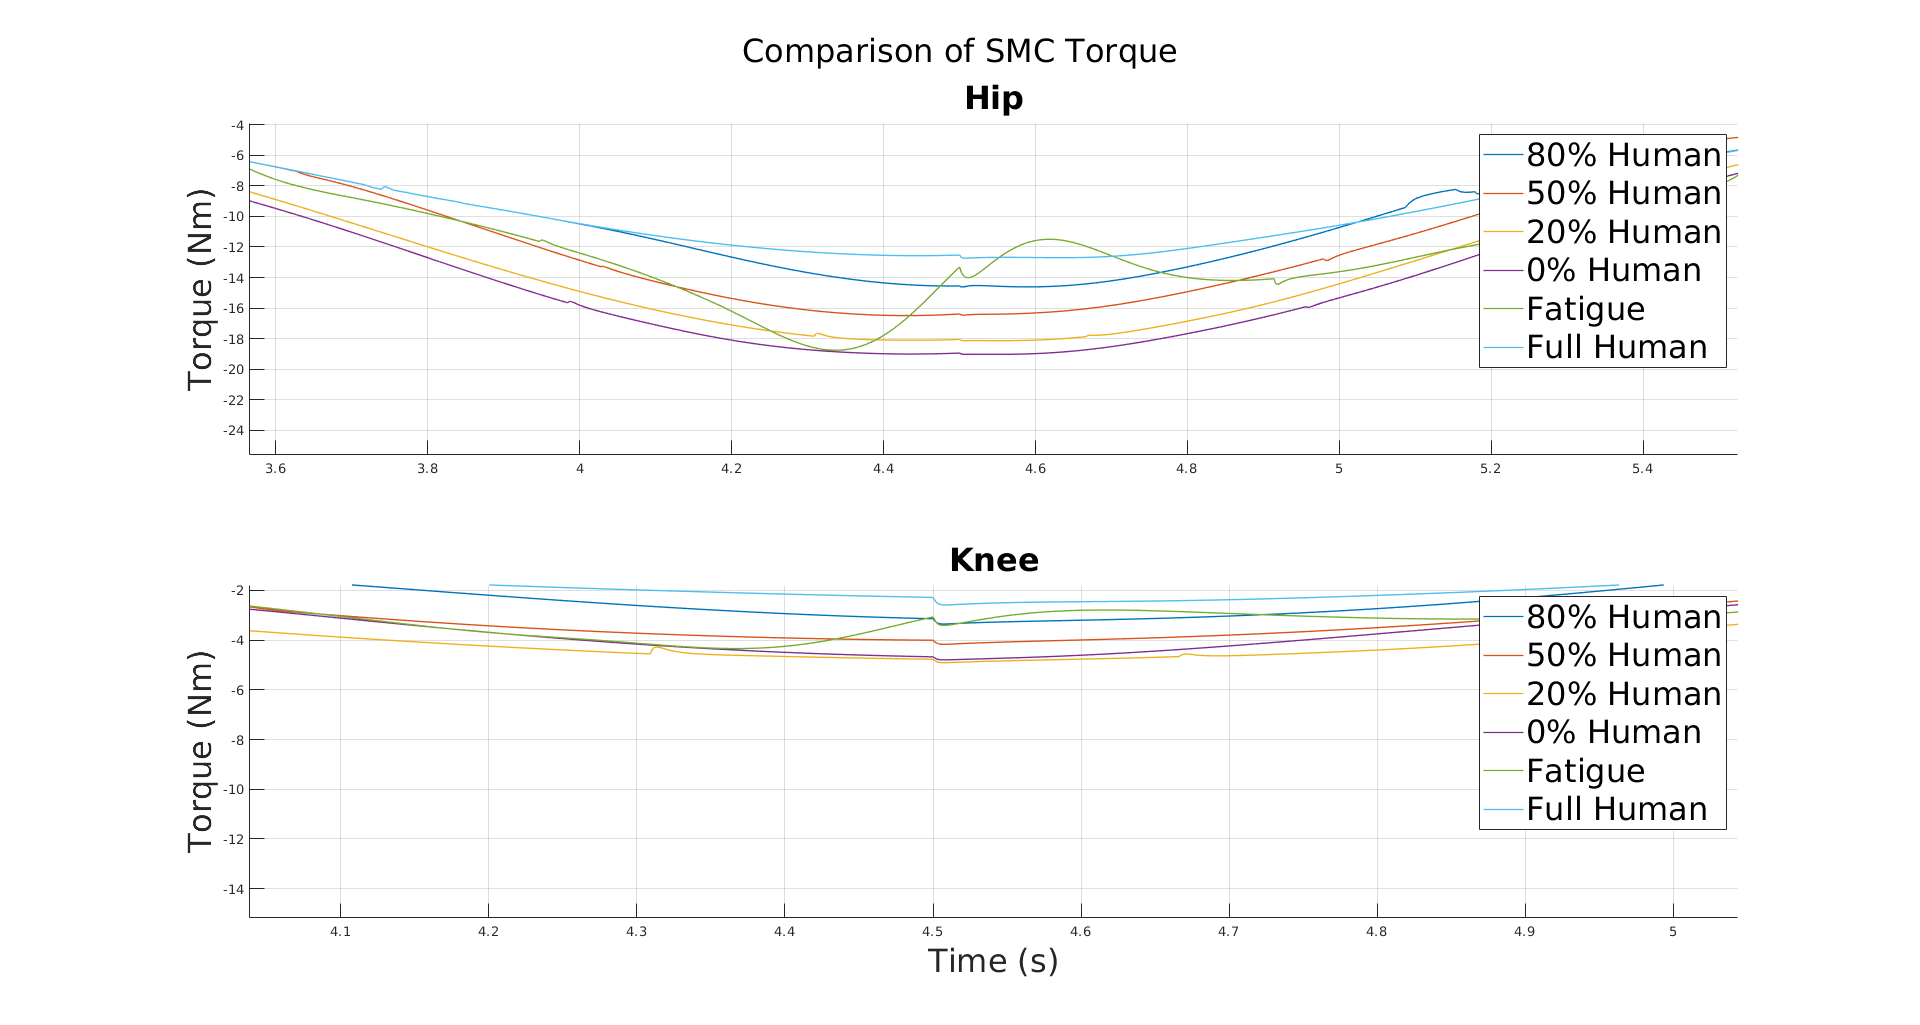 Comparison of SMC Torque
Hip
Torque (Nm)
-4
-6
-8
-10
-12
-14
-16
-18
-20
-22
-24
3.6 3.8 4 4.2 4.4 4.6 4.8 5 5.2 5.4
80% Human
50% Human
20% Human
0% Human
Fatigue
Full Human
Knee
Torque (Nm)
-2
-4
-6
-8
-10
-12
-14
4.1 4.2 4.3 4.4 4.5 4.6 4.7 4.8 4.9 5
80% Human
50% Human
20% Human
0% Human
Fatigue
Full Human
Time (s)